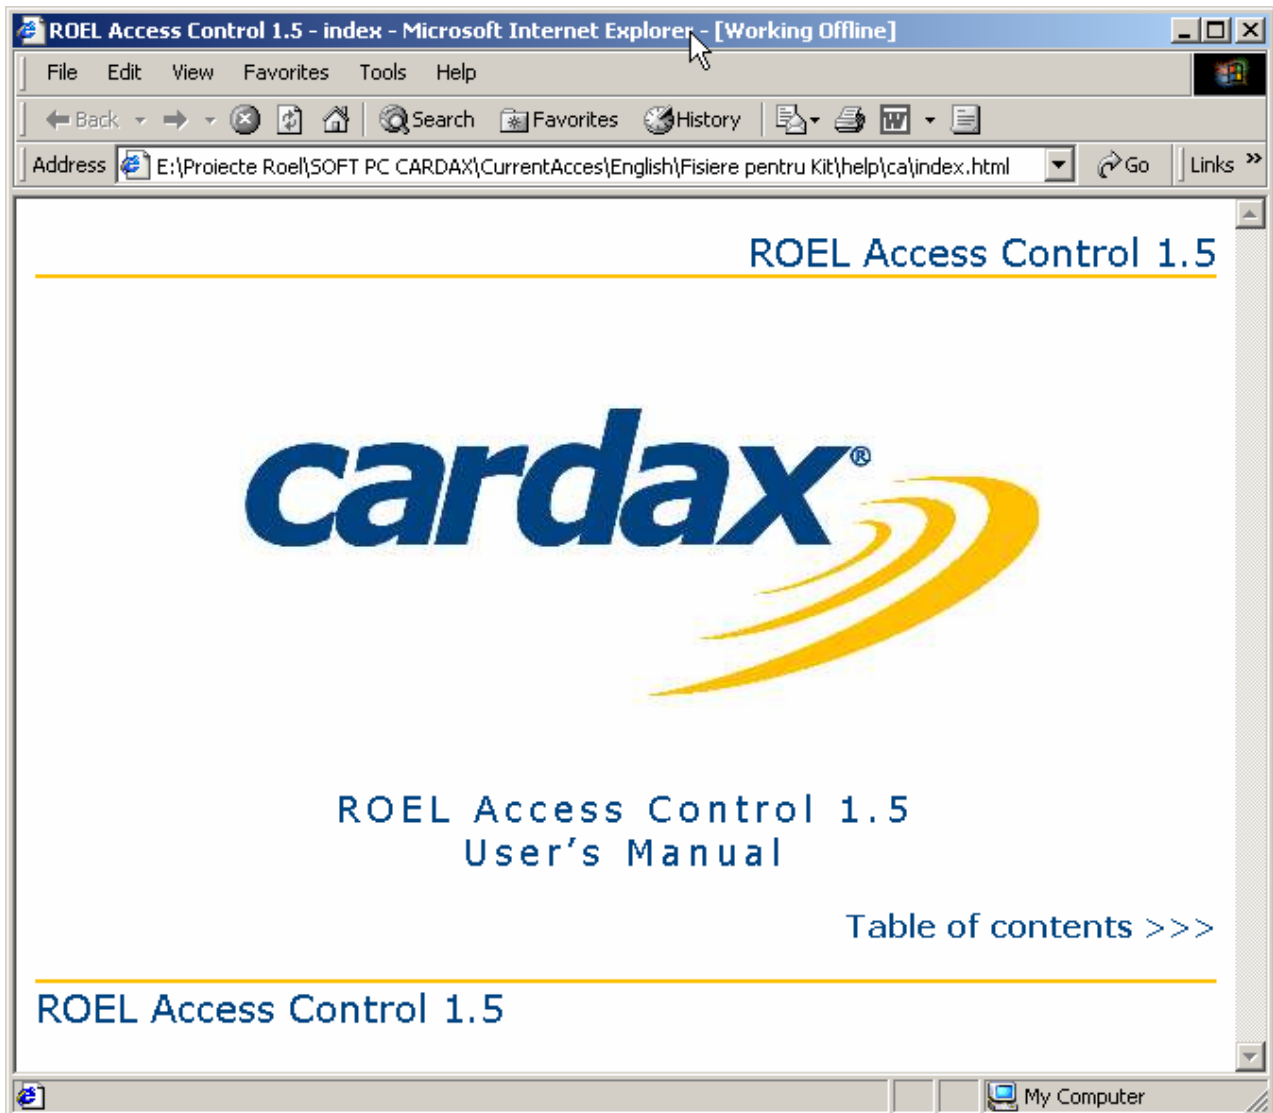 ROEL Access Control 1.5 - index - Microsoft Internet Explorer - [Working Offline]
File Edit View Favorites Tools Help
Back Search Favorites History
Address E:\Proiecte Roel\SOFT PC CARDAX\CurrentAcces\English\Fisiere pentru Kit\help\ca\index.html Go Links »
ROEL Access Control 1.5
cardax®
ROEL Access Control 1.5
User’s Manual
Table of contents >>>
ROEL Access Control 1.5
My Computer